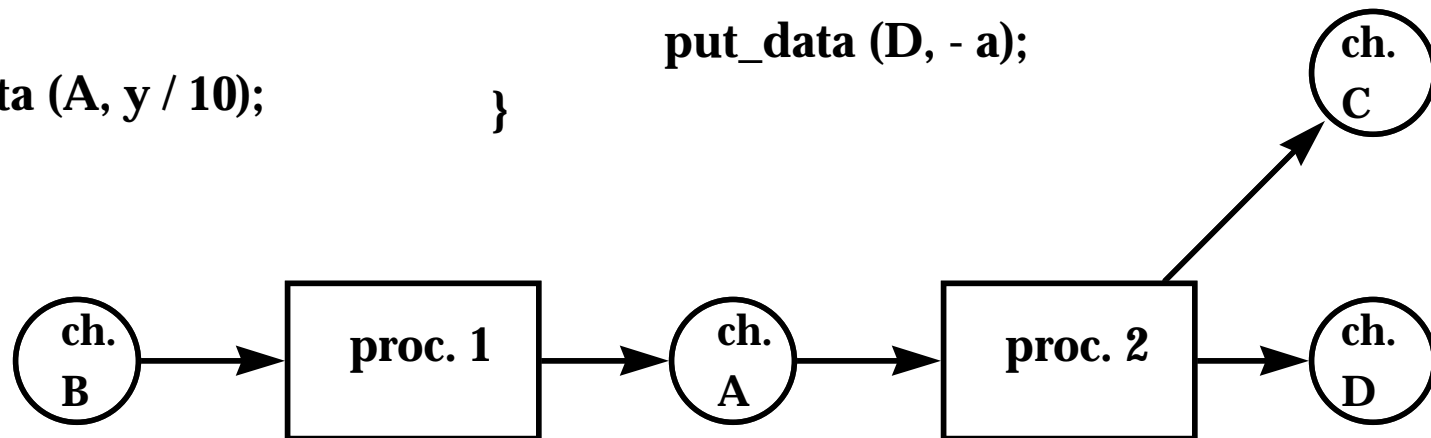 put_data (D, - a);
ta (A, y / 10);
}
ch.
C
ch.
B
proc. 1
ch.
A
proc. 2
ch.
D